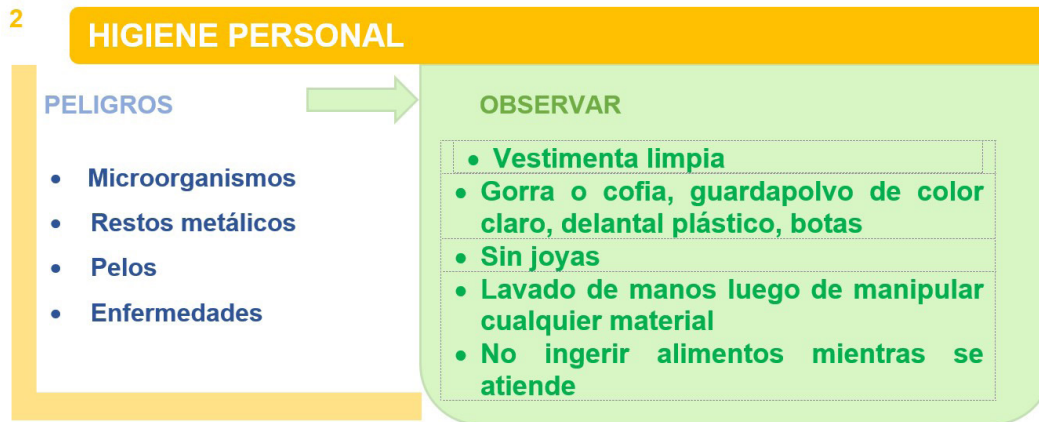 2
HIGIENE PERSONAL
PELIGROS
• Microorganismos
• Restos metálicos
• Pelos
• Enfermedades
OBSERVAR
• Vestimenta limpia
• Gorra o cofia, guardapolvo de color
claro, delantal plástico, botas
• Sin joyas
• Lavado de manos luego de manipular
cualquier material
• No ingerir alimentos mientras se
atiende